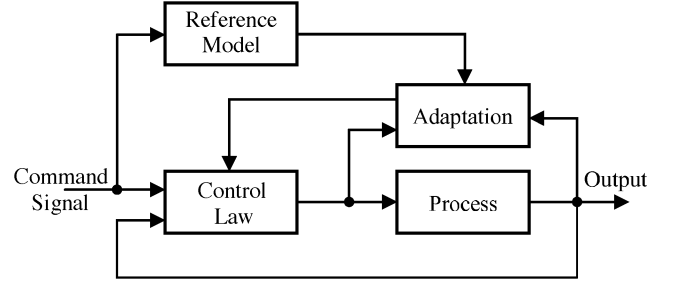 Reference
Model
Adaptation
Command
Signal
Control
Law
Process
Output